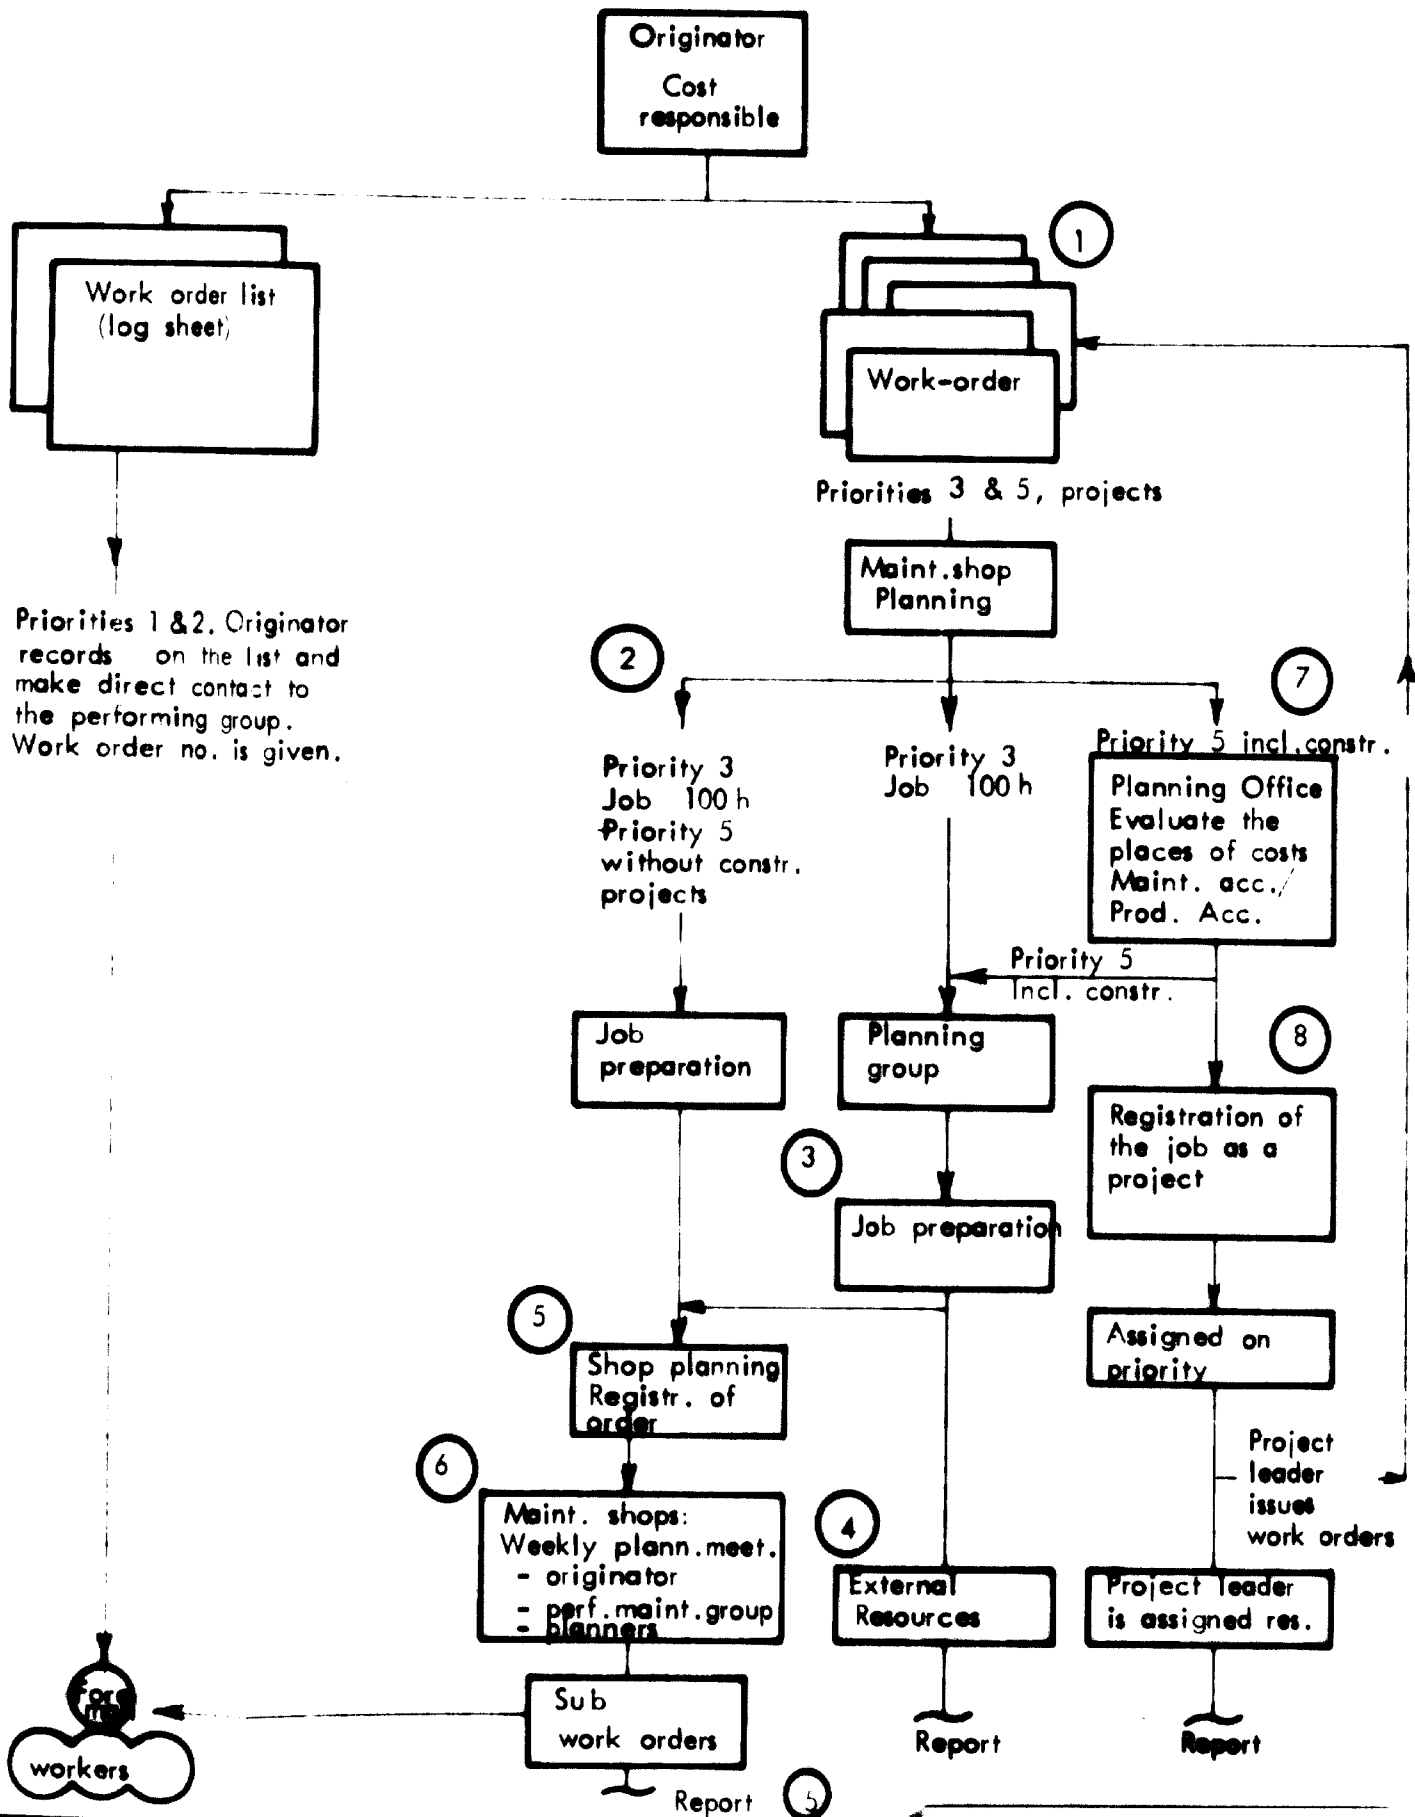 Originator
Cost
responsible
1
Work order list
(log sheet)
Work-order
Priorities 3 & 5, projects
Maint.shop
Planning
Priorities 1 &2. Originator
records on the list and
make direct contact to
the performing group.
Work order no. is given.
2
7
Priority 3
Job 100 h
Priority 5
without constr.
projects
Priority 3
Job 100 h
Priority 5 incl.constr.
Planning Office
Evaluate the
places of costs
Maint. acc./
Prod. Acc.
Priority 5
Incl. constr.
Job
preparation
Planning
group
8
Registration of
the job as a
project
3
Job preparation
5
Shop planning
Registr. of
order
Assigned on
priority
Project
leader
issues
work orders
6
Maint. shops:
Weekly plann.meet.
- originator
- perf.maint.group
- planners
4
External
Resources
Project leader
is assigned res.
Fore
man
workers
Sub
work orders
Report
Report
Report
5